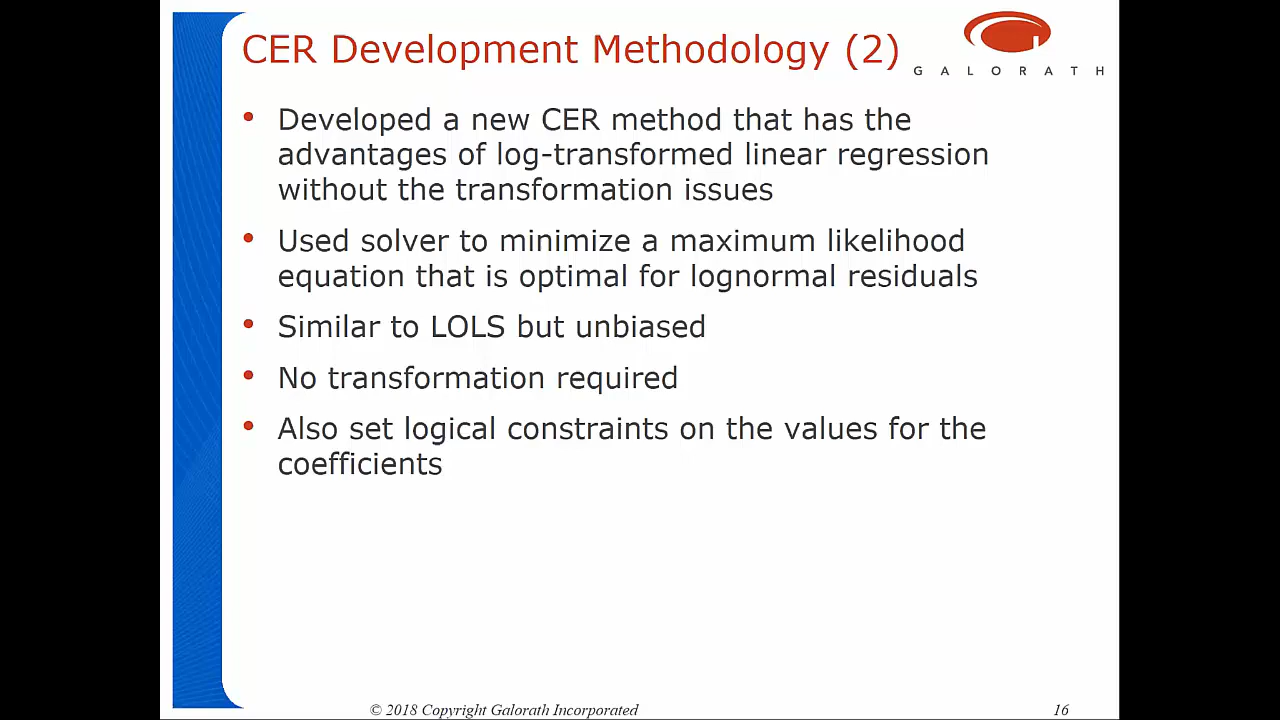 CER Development Methodology (2)
G A L O R A T H
• Developed a new CER method that has the
advantages of log-transformed linear regression
without the transformation issues
• Used solver to minimize a maximum likelihood
equation that is optimal for lognormal residuals
• Similar to LOLS but unbiased
• No transformation required
• Also set logical constraints on the values for the
coefficients
© 2018 Copyright Galorath Incorporated
16